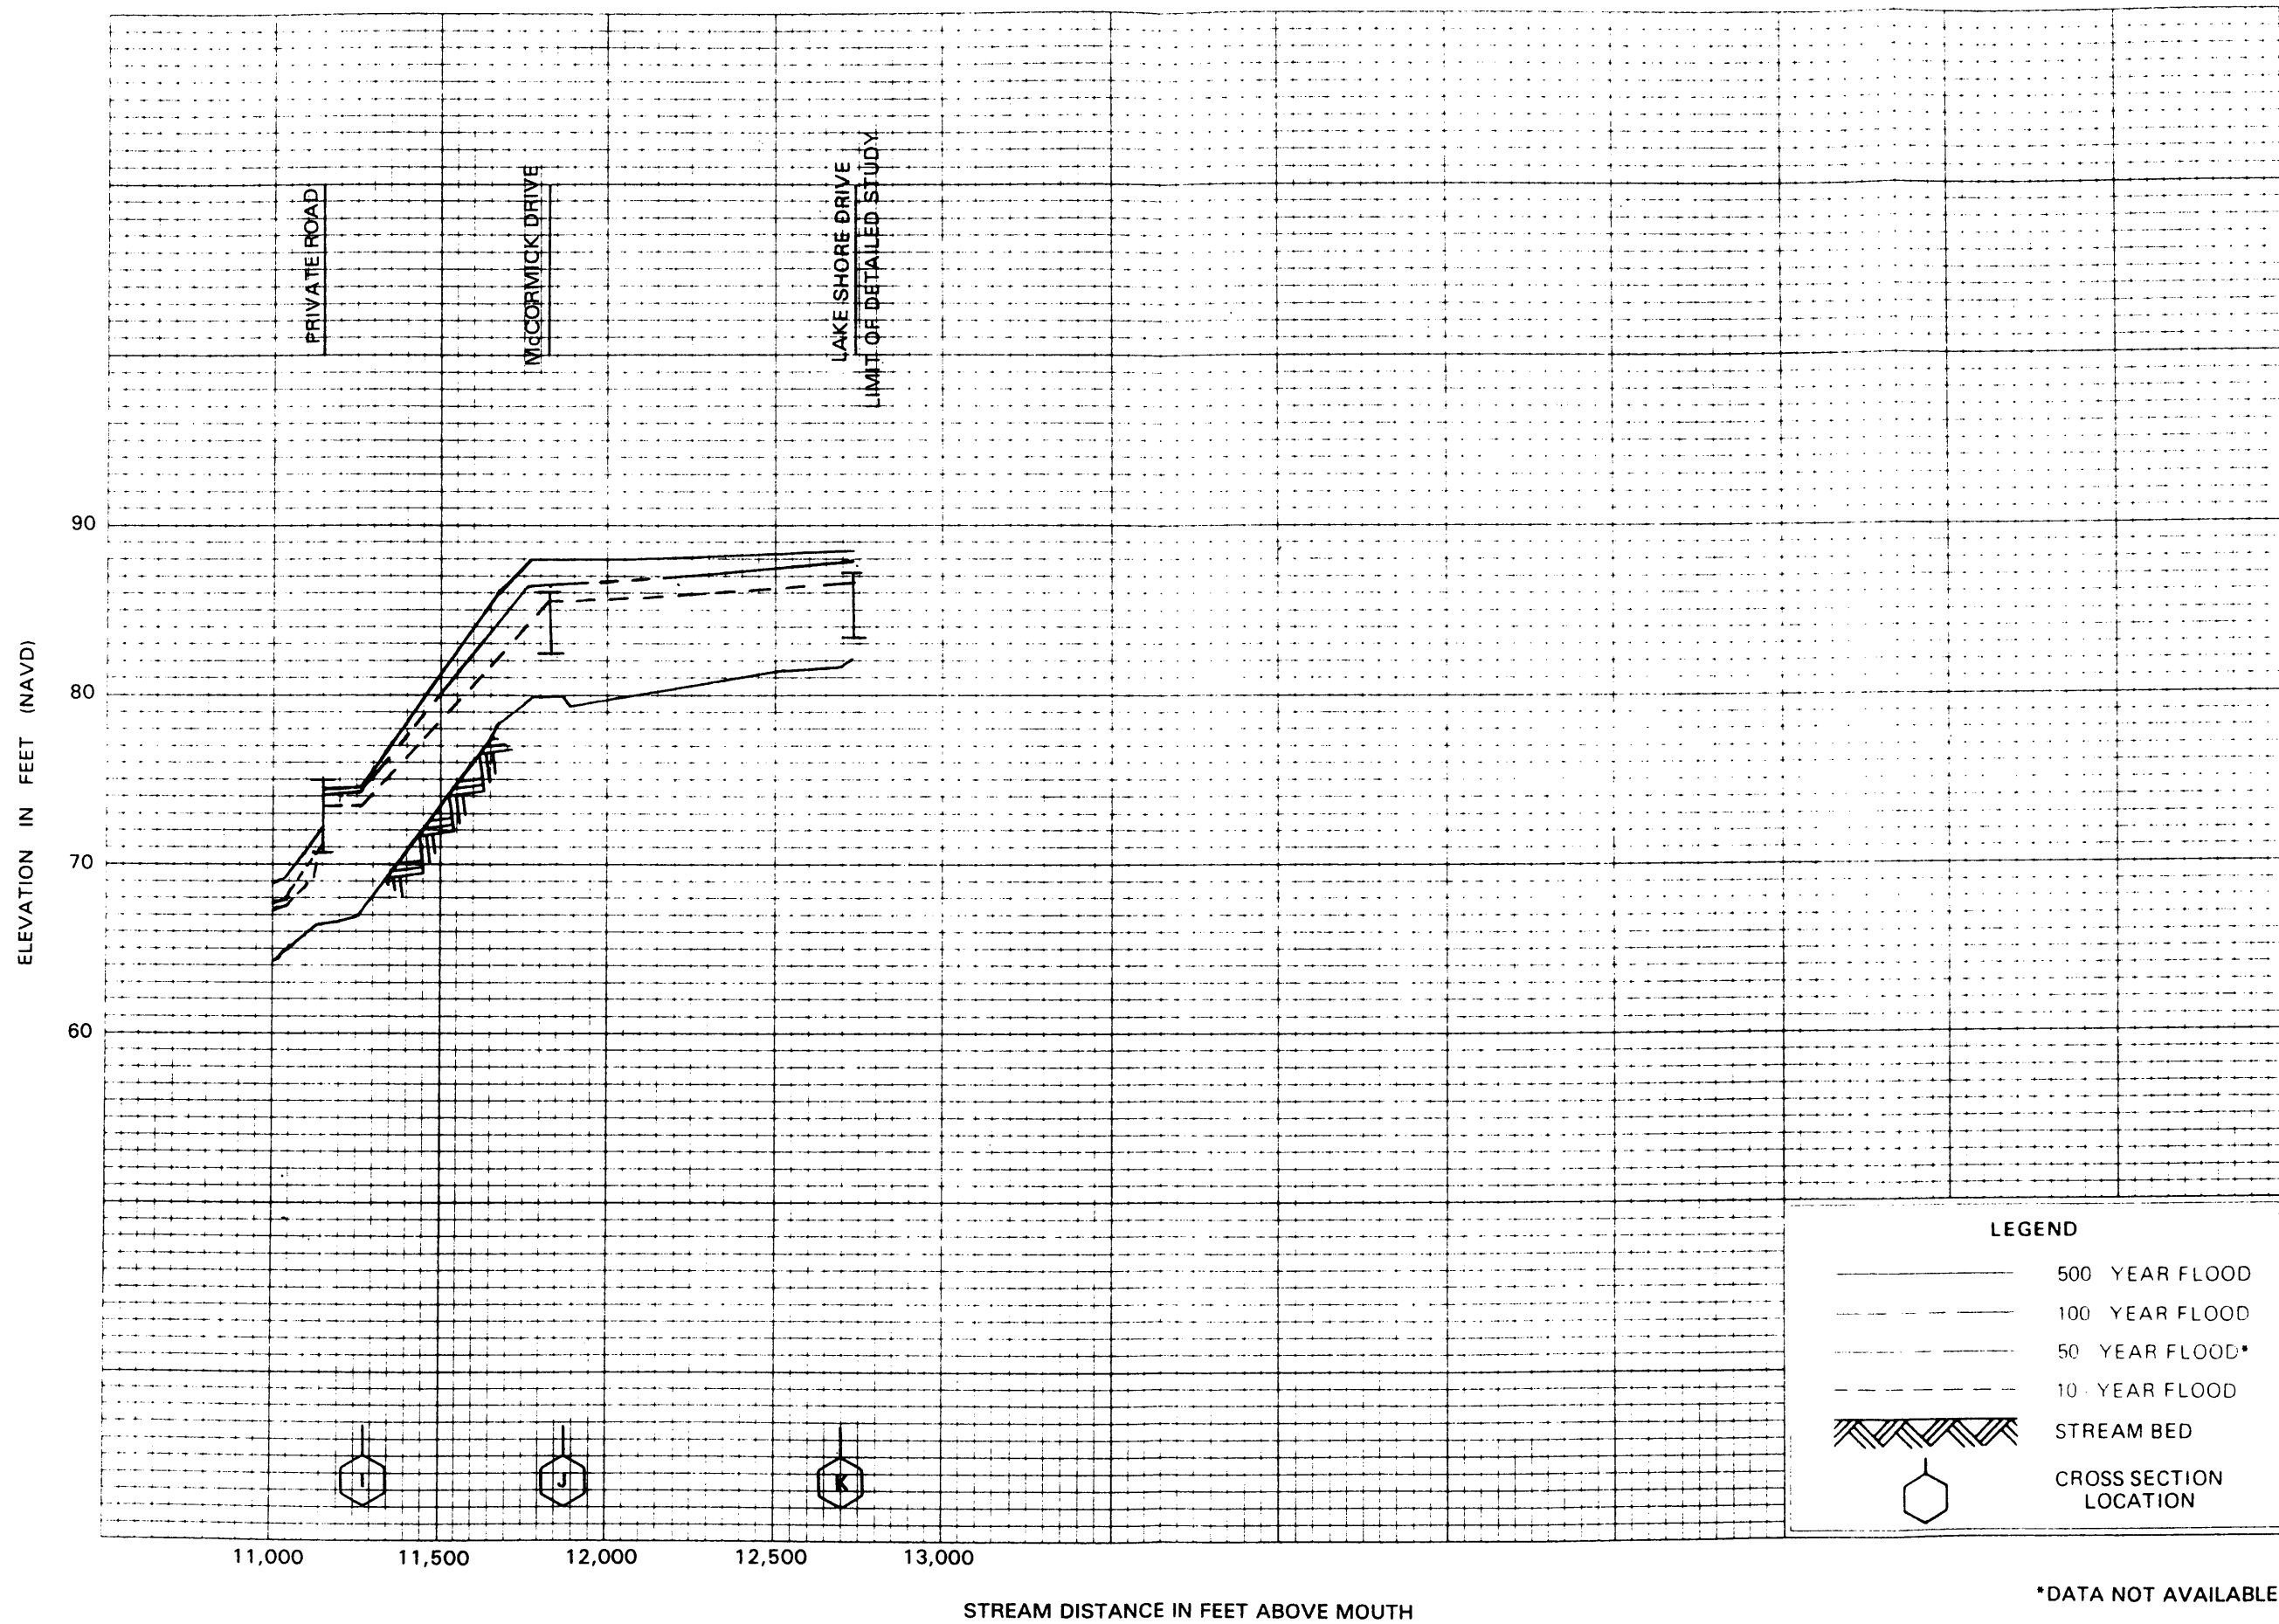 PRIVATE ROAD
McCORMICK DRIVE
LAKE SHORE DRIVE
LIMIT OF DETAILED STUDY
ELEVATION IN FEET (NAVD)
90
80
70
60
I
J
K
11,000
11,500
12,000
12,500
13,000
STREAM DISTANCE IN FEET ABOVE MOUTH
LEGEND
500 YEAR FLOOD
100 YEAR FLOOD
50 YEAR FLOOD*
10 - YEAR FLOOD
STREAM BED
CROSS SECTION
LOCATION
*DATA NOT AVAILABLE